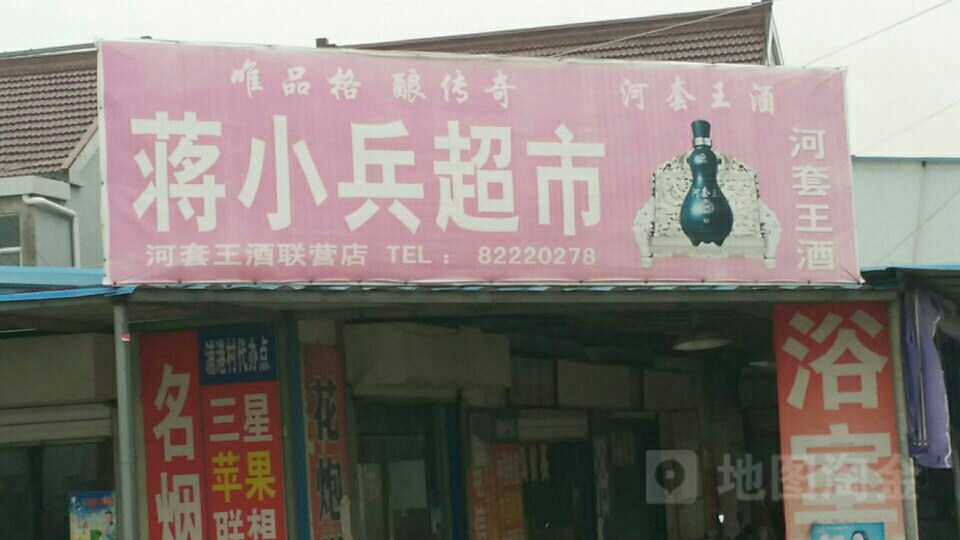 唯品格 酿传奇 河套王酒
蒋小兵超市
河套王酒联营店 TEL： 82220278
河套王
河套王酒
名烟
浦港村代办点
三星
苹果
联想
花炮
浴室
地图淘金